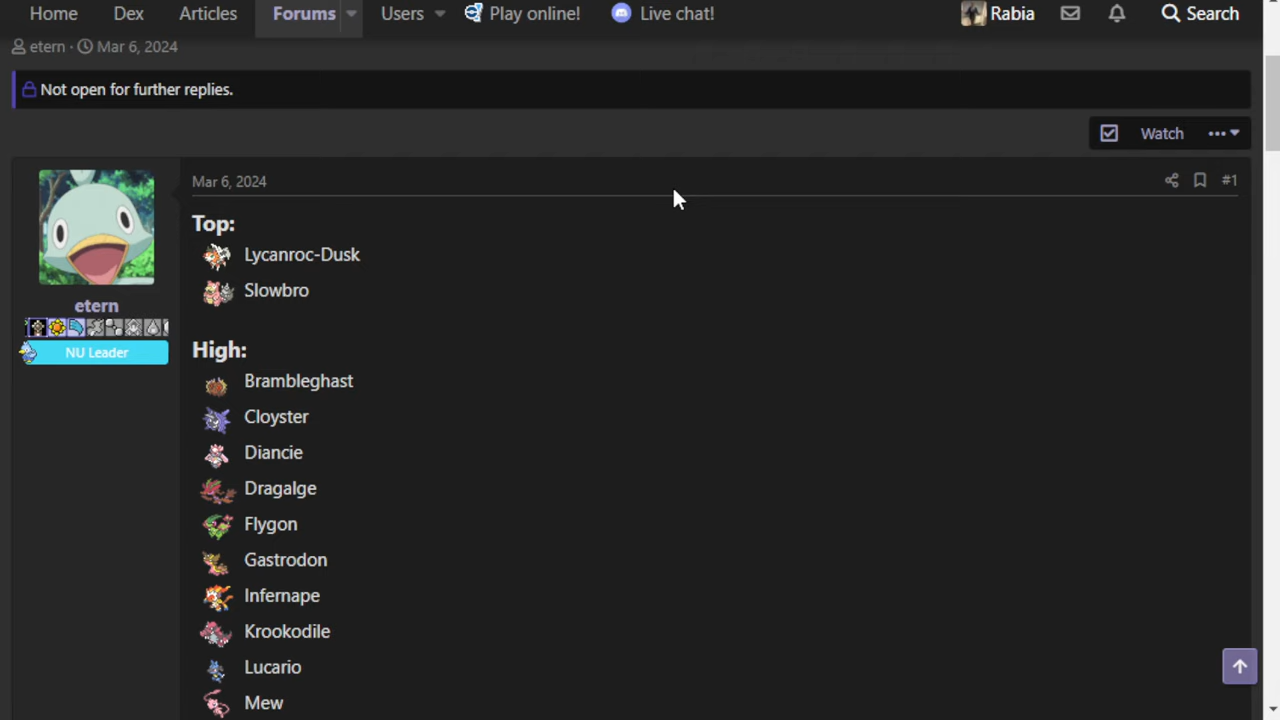 Home Dex Articles Forums Users Play online! Live chat! Rabia Search
etern · Mar 6, 2024
Not open for further replies.
Watch
Mar 6, 2024 #1
Top:
Lycanroc-Dusk
Slowbro
etern
NU Leader
High:
Brambleghast
Cloyster
Diancie
Dragalge
Flygon
Gastrodon
Infernape
Krookodile
Lucario
Mew